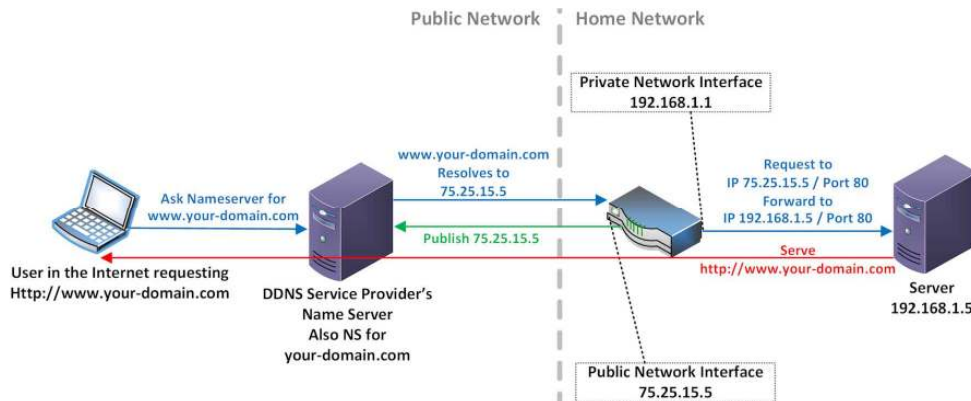 Public Network
Home Network
Private Network Interface
192.168.1.1
www.your-domain.com
Resolves to
75.25.15.5
Request to
IP 75.25.15.5 / Port 80
Forward to
IP 192.168.1.5 / Port 80
Ask Nameserver for
www.your-domain.com
Publish 75.25.15.5
Serve
http://www.your-domain.com
User in the Internet requesting
Http://www.your-domain.com
DDNS Service Provider's
Name Server
Also NS for
your-domain.com
Server
192.168.1.5
Public Network Interface
75.25.15.5